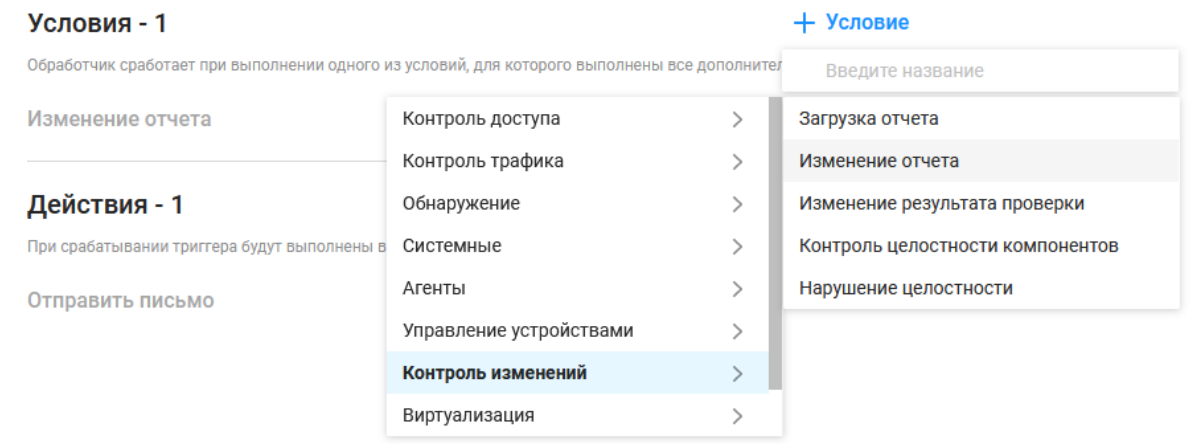 Условия - 1
+ Условие
Обработчик сработает при выполнении одного из условий, для которого выполнены все
Введите название
Изменение отчета
Контроль доступа
Контроль трафика
Обнаружение
Системные
Агенты
Управление устройствами
Контроль изменений
Виртуализация
Загрузка отчета
Изменение отчета
Изменение результата проверки
Контроль целостности компонентов
Нарушение целостности
Действия - 1
При срабатывании триггера будут выполнены
Отправить письмо